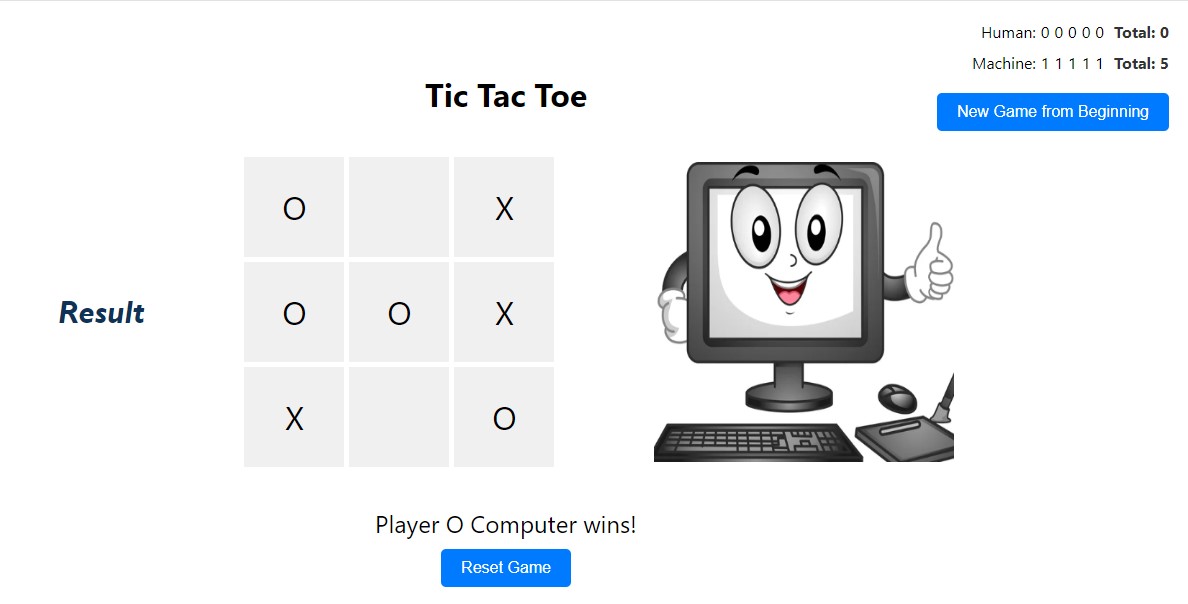 Human: 0 0 0 0 0 Total: 0
Machine: 1 1 1 1 1 Total: 5
New Game from Beginning
Tic Tac Toe
O X
O O X
X O
Result
Player O Computer wins!
Reset Game